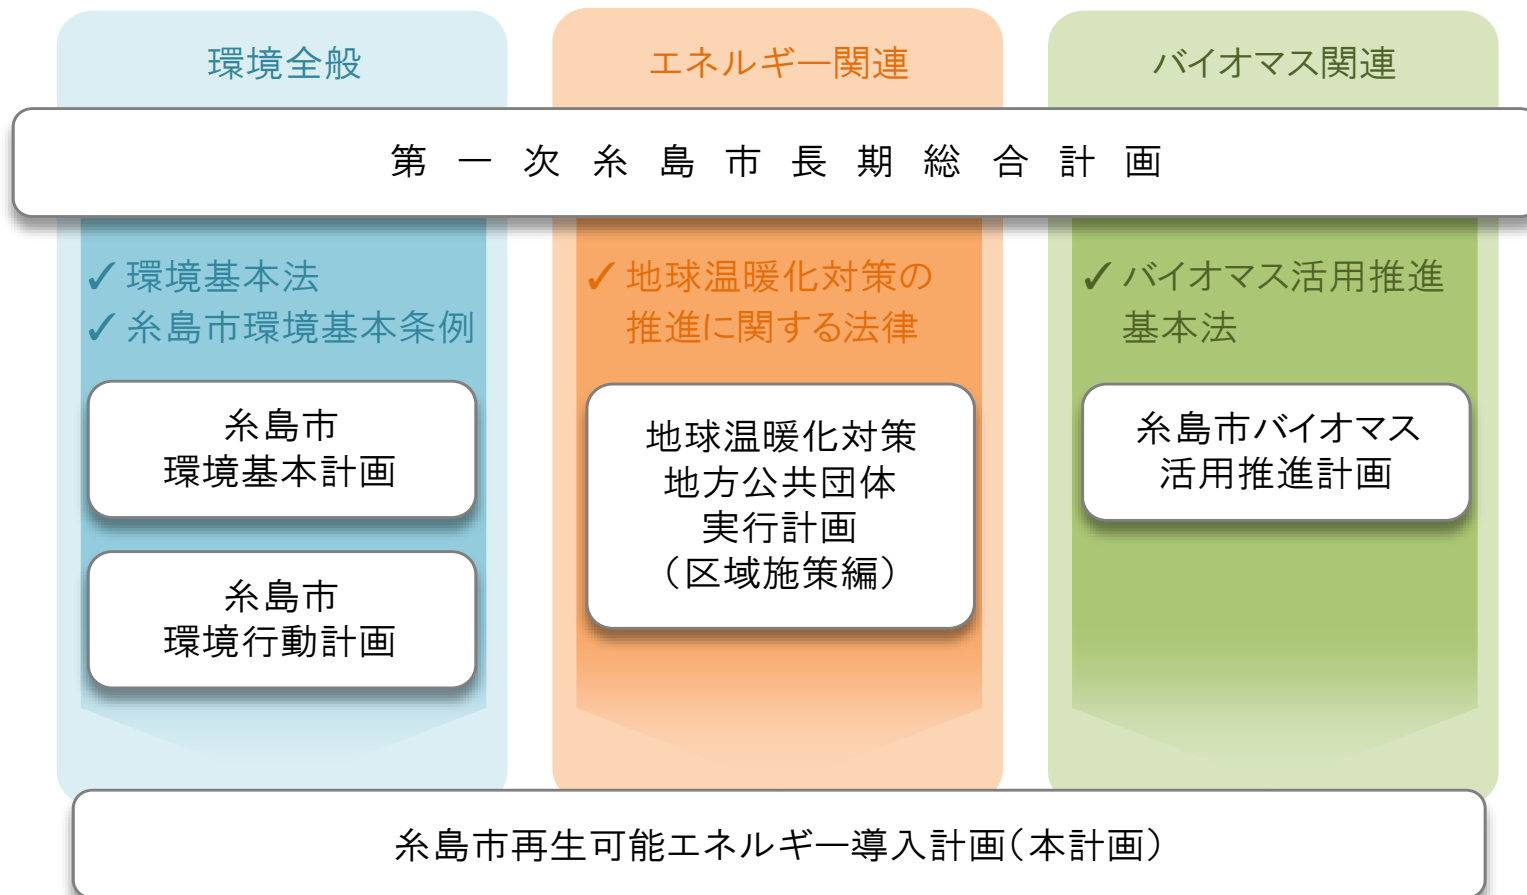 環境全般
エネルギー関連
バイオマス関連
第一次糸島市長期総合計画
✓環境基本法
✓糸島市環境基本条例
糸島市
環境基本計画
糸島市
環境行動計画
✓地球温暖化対策の
推進に関する法律
地球温暖化対策
地方公共団体
実行計画
（区域施策編）
✓バイオマス活用推進
基本法
糸島市バイオマス
活用推進計画
糸島市再生可能エネルギー導入計画（本計画）